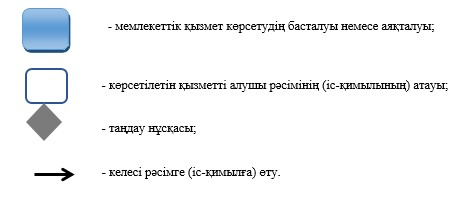 - мемлекеттік қызмет көрсетудің басталуы немесе аяқталуы;
- көрсетілетін қызметті алушы рәсімінің (іс-қимылының) атауы;
- таңдау нұсқасы;
- келесі рәсімге (іс-қимылға) өту.